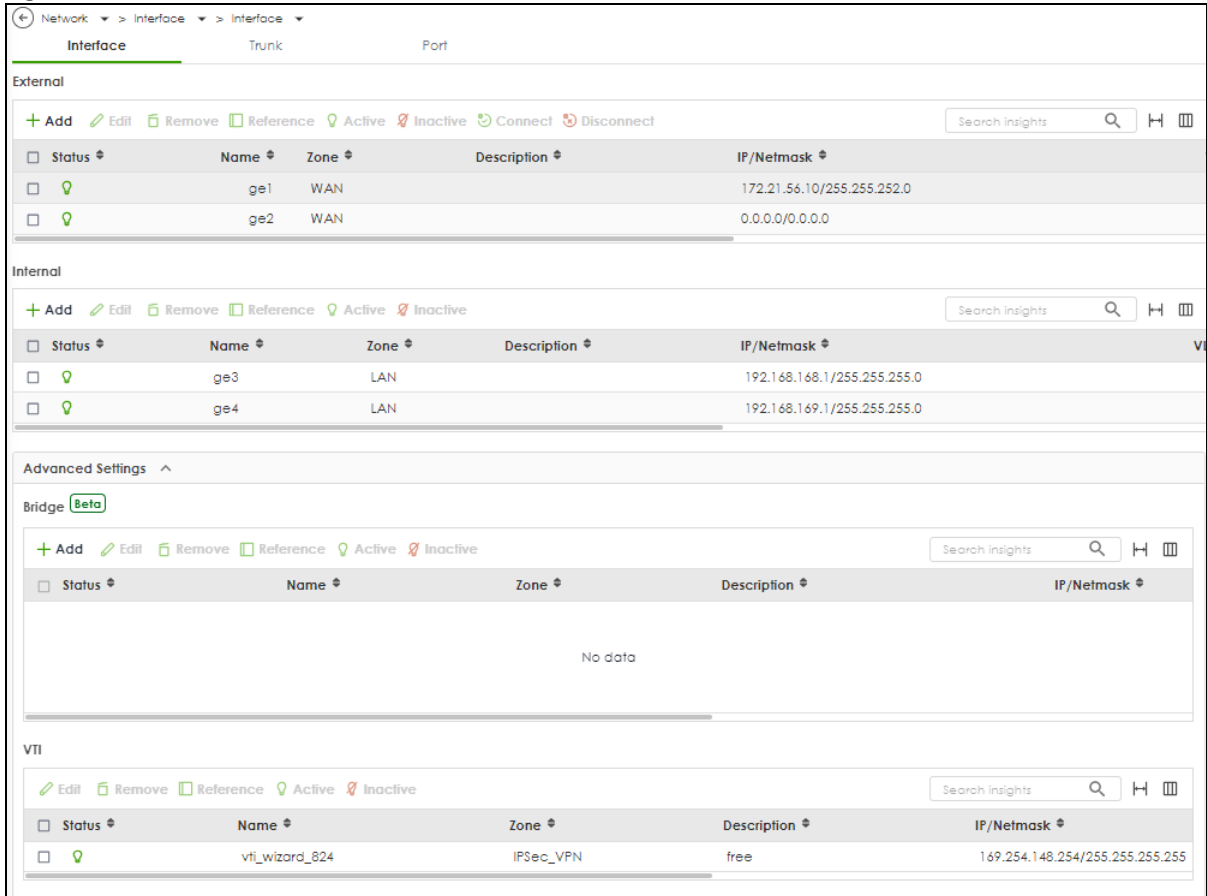 Network > Interface > Interface
Interface Trunk Port
External
Add Edit Remove Reference Active Inactive Connect Disconnect Search insights
Status Name Zone Description IP/Netmask
ge1 WAN 172.21.56.10/255.255.252.0
ge2 WAN 0.0.0.0/0.0.0.0
Internal
Add Edit Remove Reference Active Inactive Search insights
Status Name Zone Description IP/Netmask
ge3 LAN 192.168.168.1/255.255.255.0
ge4 LAN 192.168.169.1/255.255.255.0
Advanced Settings
Bridge Beta
Add Edit Remove Reference Active Inactive Search insights
Status Name Zone Description IP/Netmask
No data
VTI
Edit Remove Reference Active Inactive Search insights
Status Name Zone Description IP/Netmask
vti_wizard_824 IPSec_VPN free 169.254.148.254/255.255.255.255